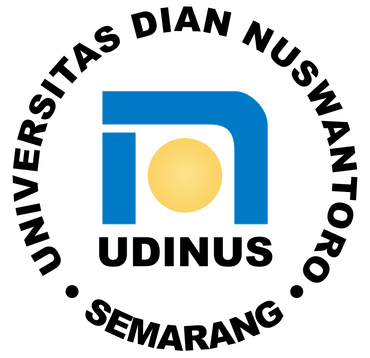 UNIVERSITAS DIAN NUSWANTORO
UDINUS
• SEMARANG •